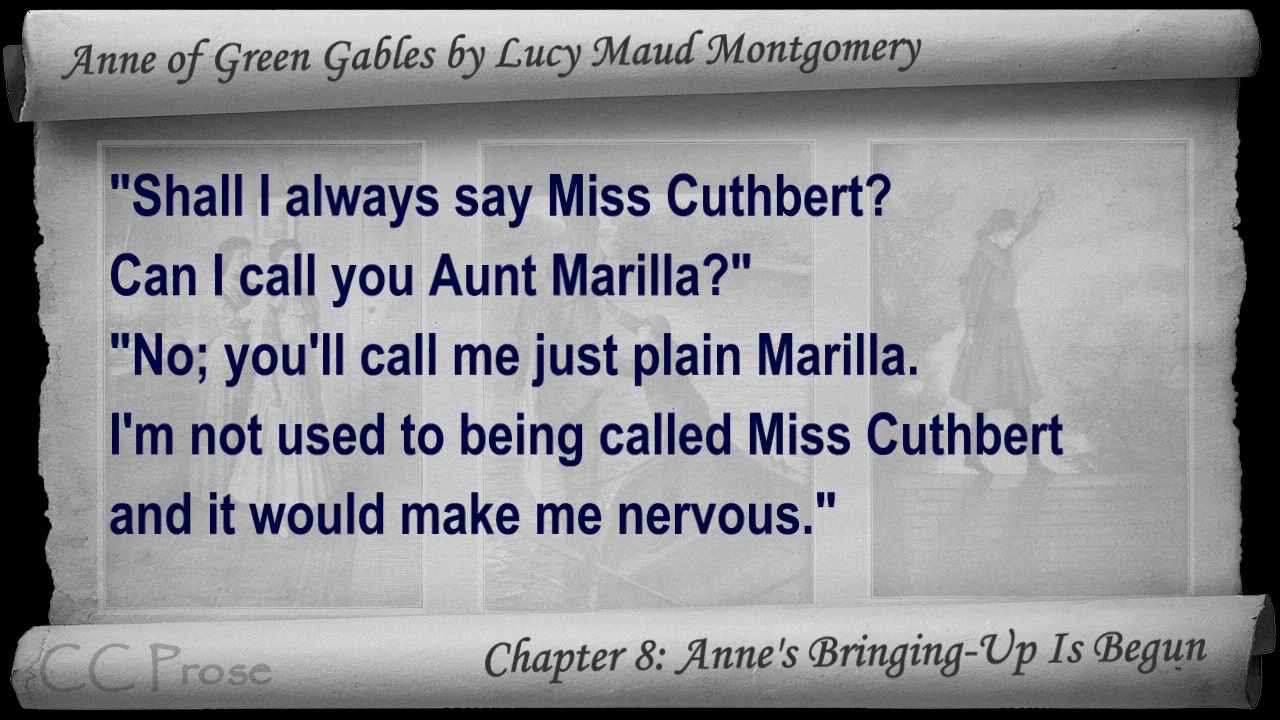 Anne of Green Gables by Lucy Maud Montgomery
"Shall I always say Miss Cuthbert?
Can I call you Aunt Marilla?"
"No; you'll call me just plain Marilla.
I'm not used to being called Miss Cuthbert
and it would make me nervous."
CC Prose
Chapter 8: Anne's Bringing-Up Is Begun